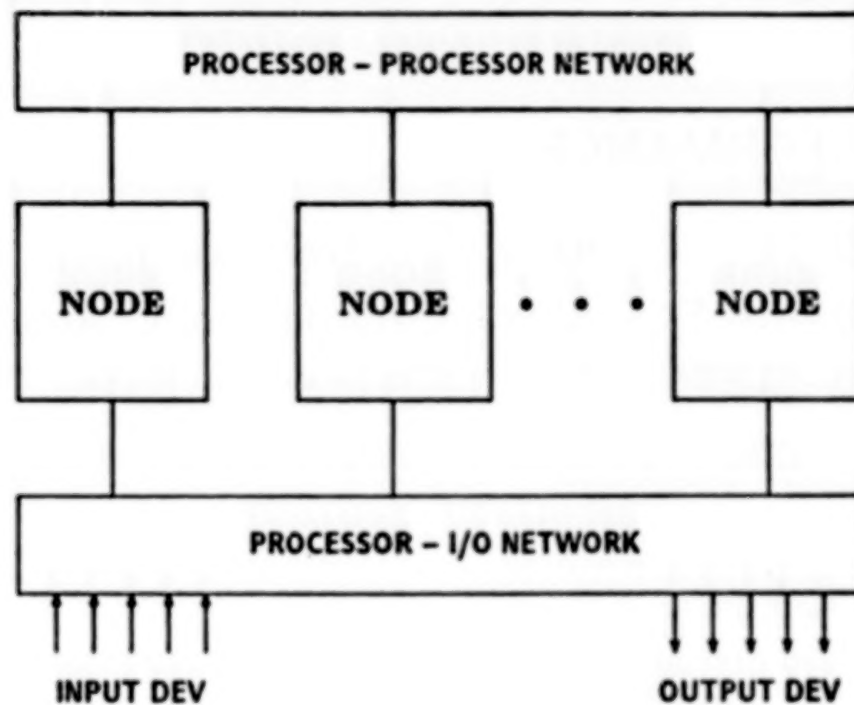 PROCESSOR – PROCESSOR NETWORK
NODE NODE • • • NODE
PROCESSOR – I/O NETWORK
INPUT DEV OUTPUT DEV